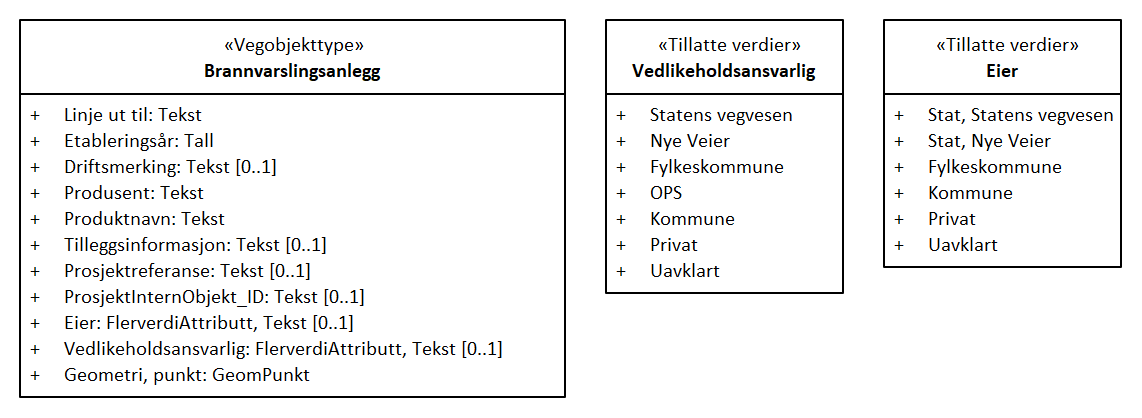 «Vegobjekttype»
Brannvarslingsanlegg
+ Linje ut til: Tekst
+ Etableringsår: Tall
+ Driftsmerking: Tekst [0..1]
+ Produsent: Tekst
+ Produktnavn: Tekst
+ Tilleggsinformasjon: Tekst [0..1]
+ Prosjektreferanse: Tekst [0..1]
+ ProsjektInternObjekt_ID: Tekst [0..1]
+ Eier: FlerverdiAttributt, Tekst [0..1]
+ Vedlikeholdsansvarlig: FlerverdiAttributt, Tekst [0..1]
+ Geometri, punkt: GeomPunkt
«Tillatte verdier»
Vedlikeholdsansvarlig
+ Statens vegvesen
+ Nye Veier
+ Fylkeskommune
+ OPS
+ Kommune
+ Privat
+ Uavklart
«Tillatte verdier»
Eier
+ Stat, Statens vegvesen
+ Stat, Nye Veier
+ Fylkeskommune
+ Kommune
+ Privat
+ Uavklart